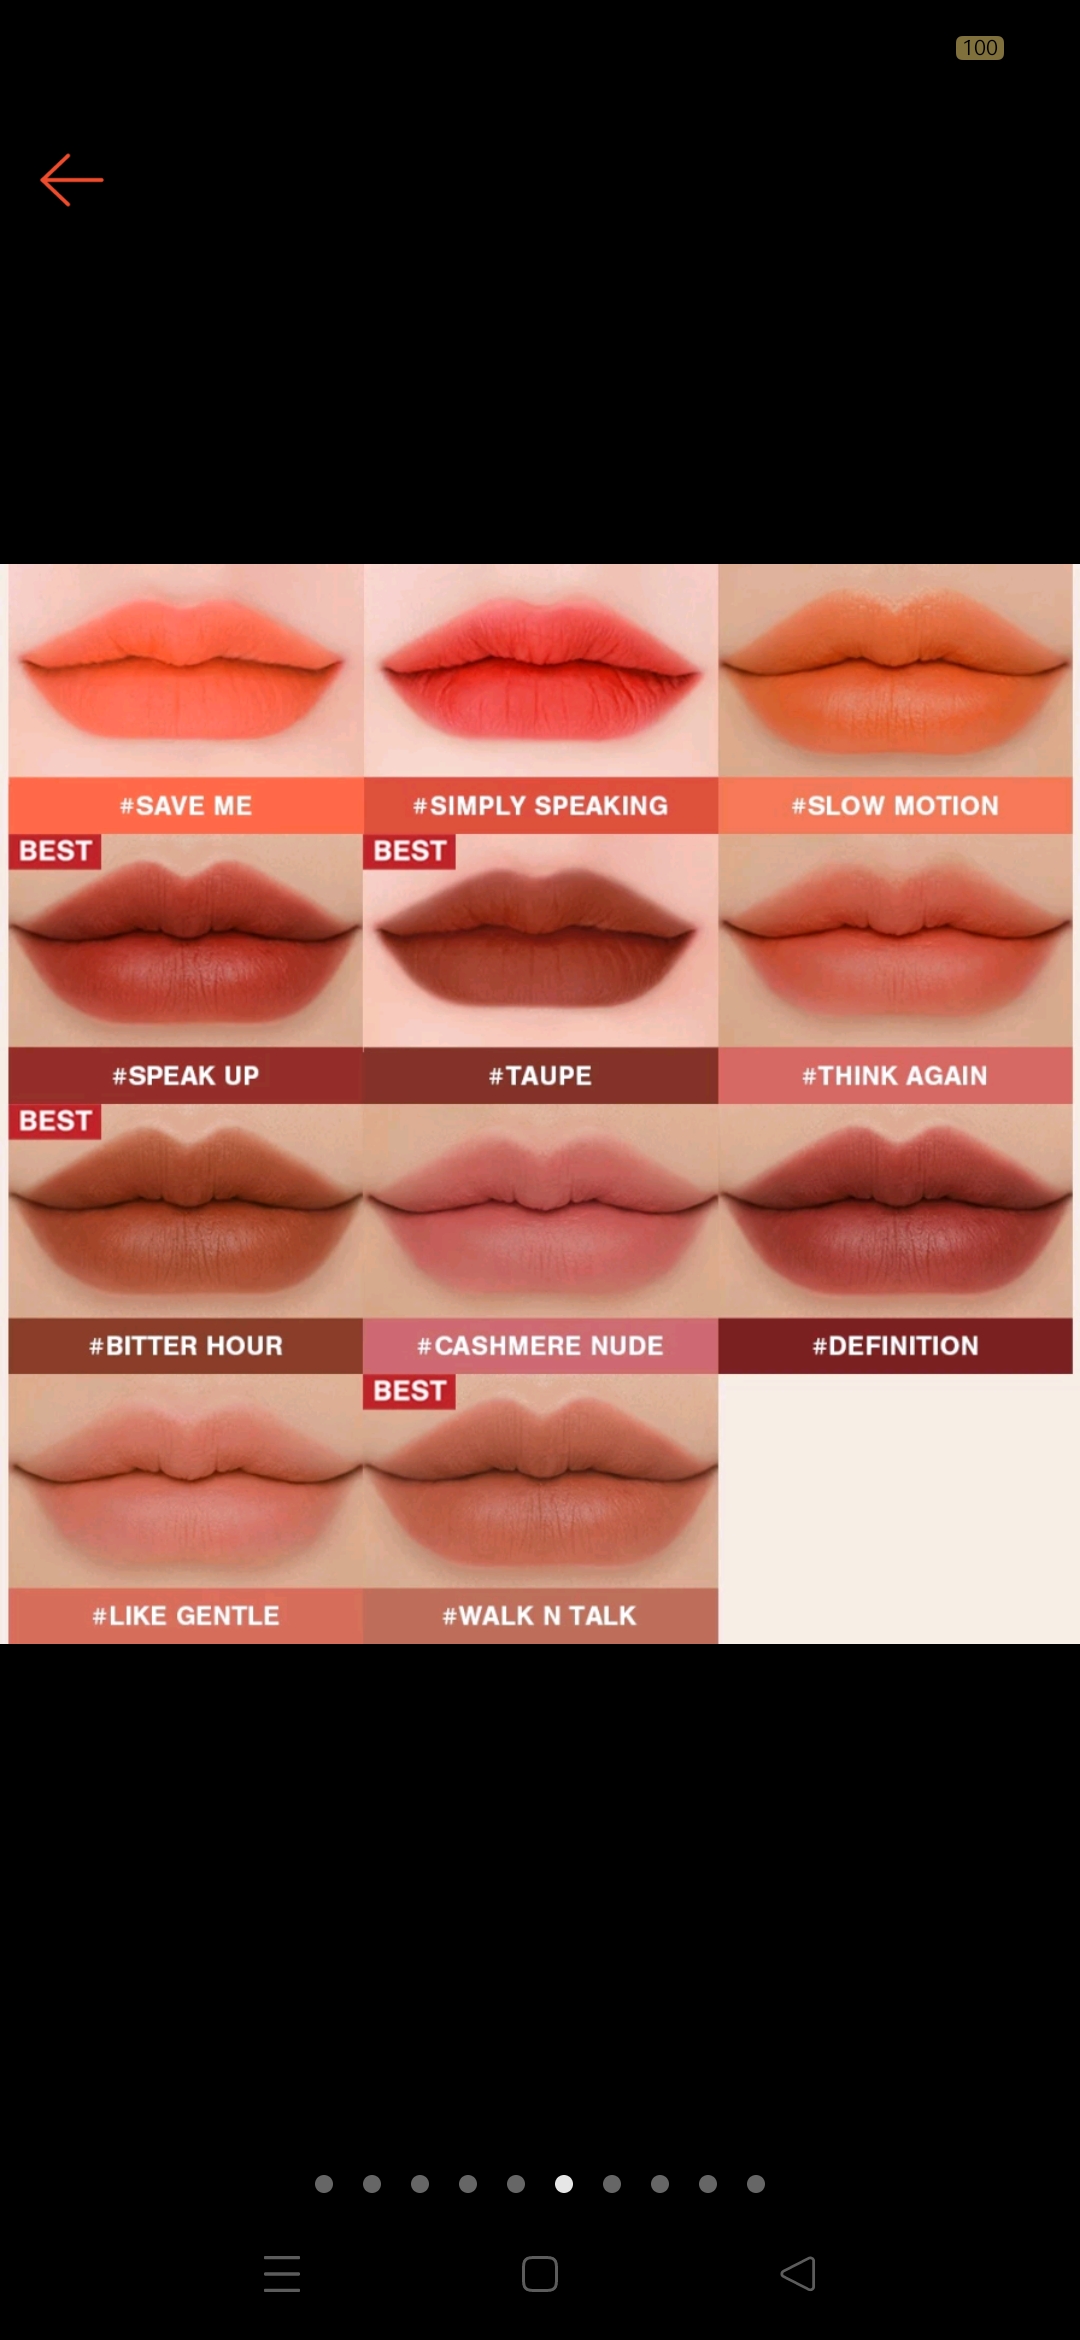 100
#SAVE ME
#SIMPLY SPEAKING
#SLOW MOTION
BEST
BEST
#SPEAK UP
#TAUPE
#THINK AGAIN
BEST
#BITTER HOUR
#CASHMERE NUDE
#DEFINITION
BEST
#LIKE GENTLE
#WALK N TALK